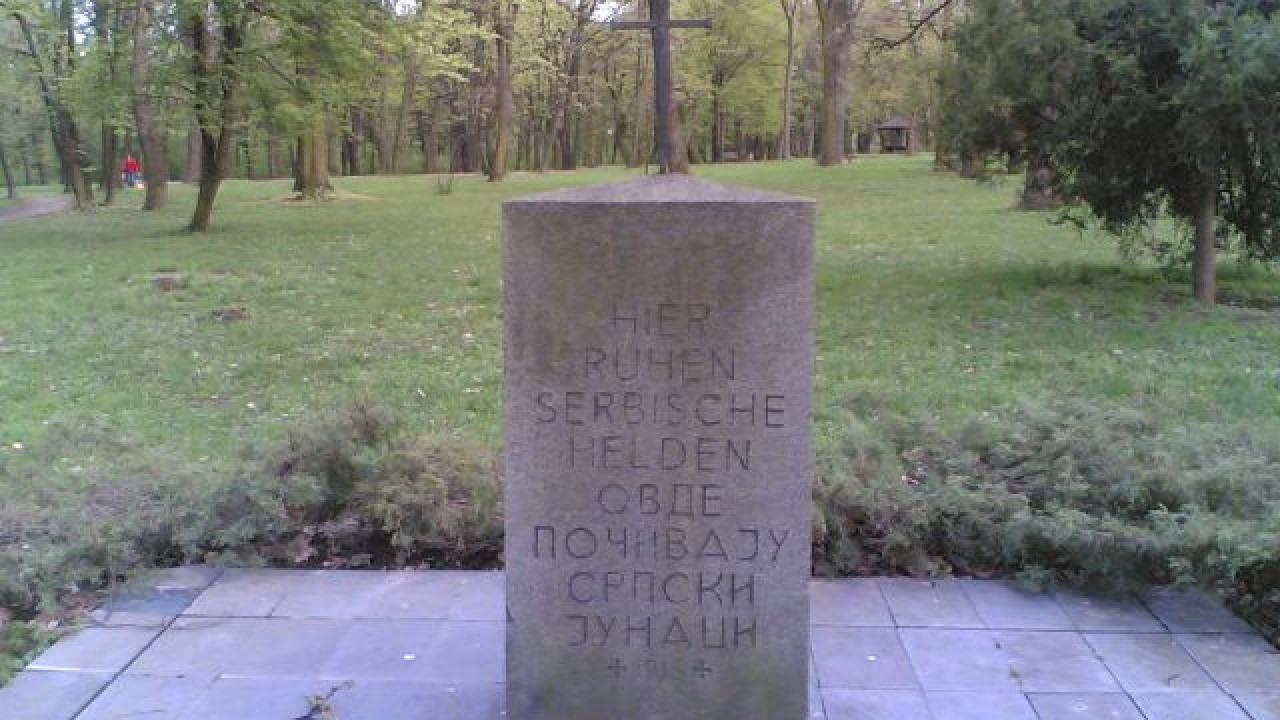 HIER
RUHEN
SERBISCHE
HELDEN
ОВДЕ
ПОЧИВАЈУ
СРПСКИ
ЈУНАЦИ